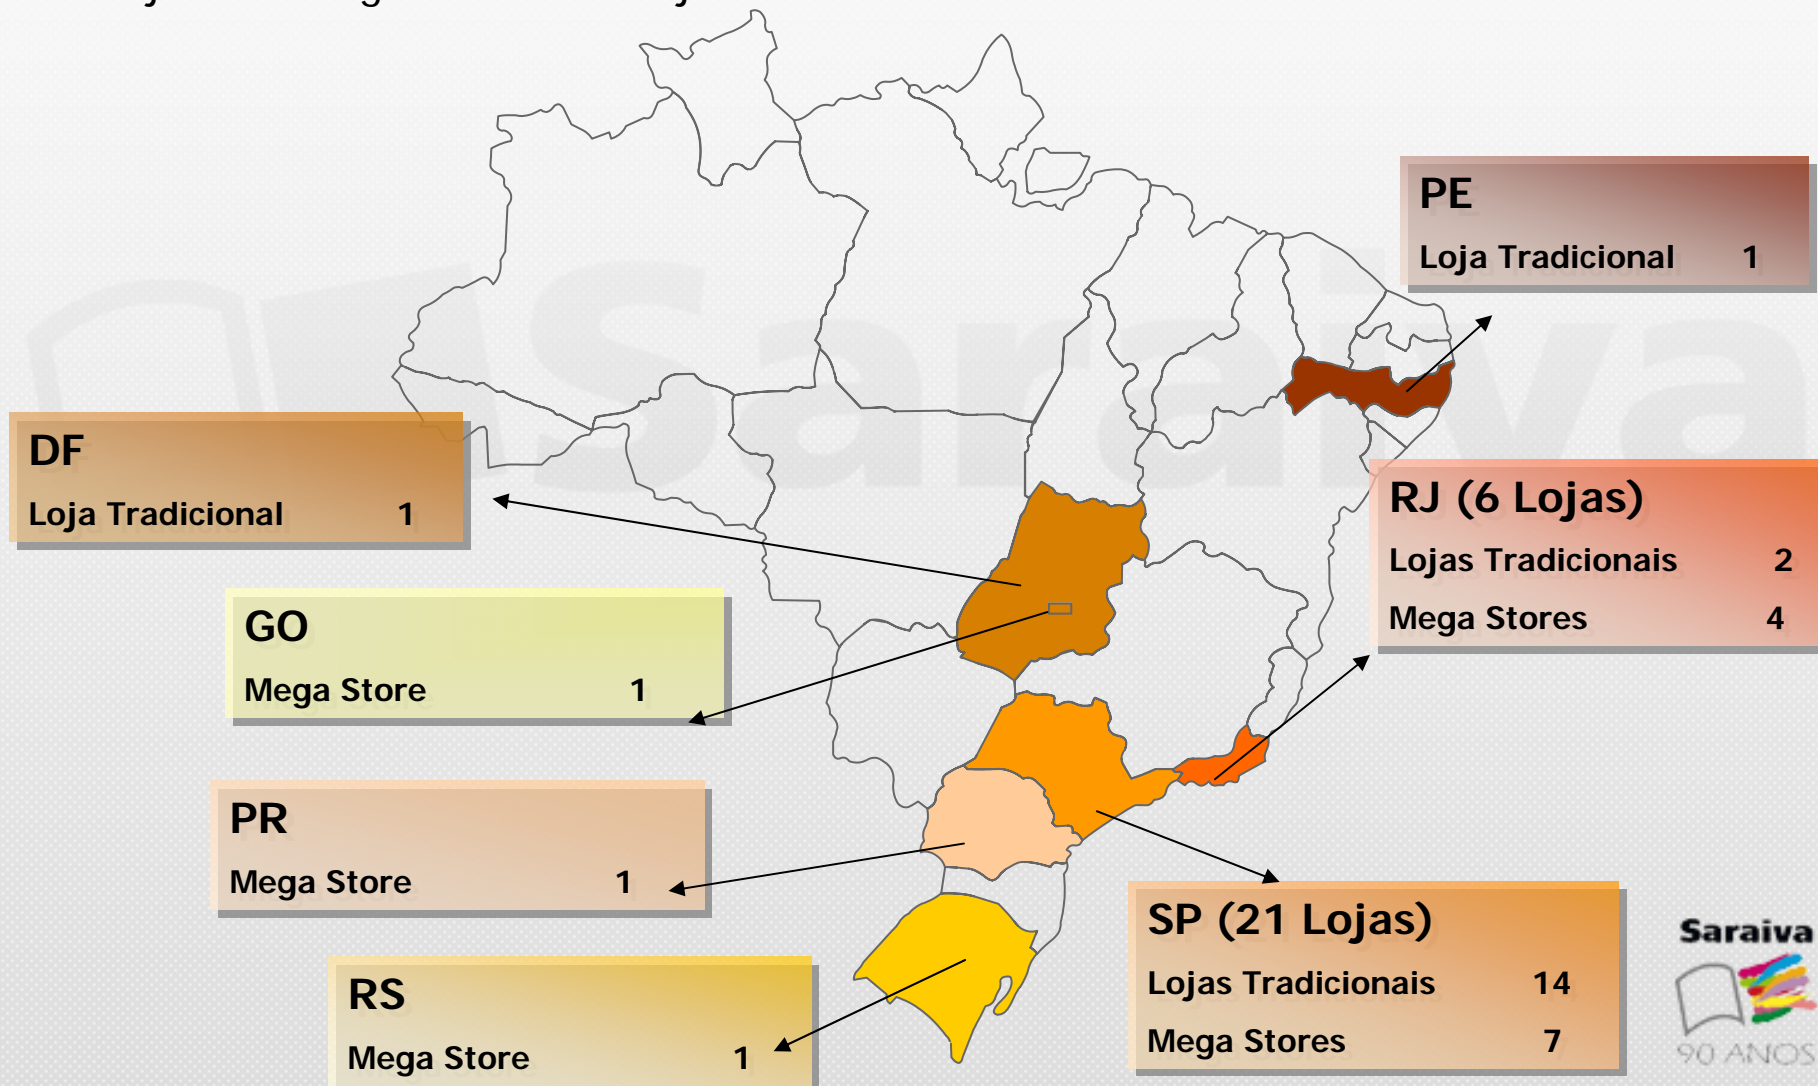 PE
Loja Tradicional 1
DF
Loja Tradicional 1
RJ (6 Lojas)
Lojas Tradicionais 2
Mega Stores 4
GO
Mega Store 1
PR
Mega Store 1
SP (21 Lojas)
Lojas Tradicionais 14
Mega Stores 7
RS
Mega Store 1
Saraiva
90 ANOS
Saraiva